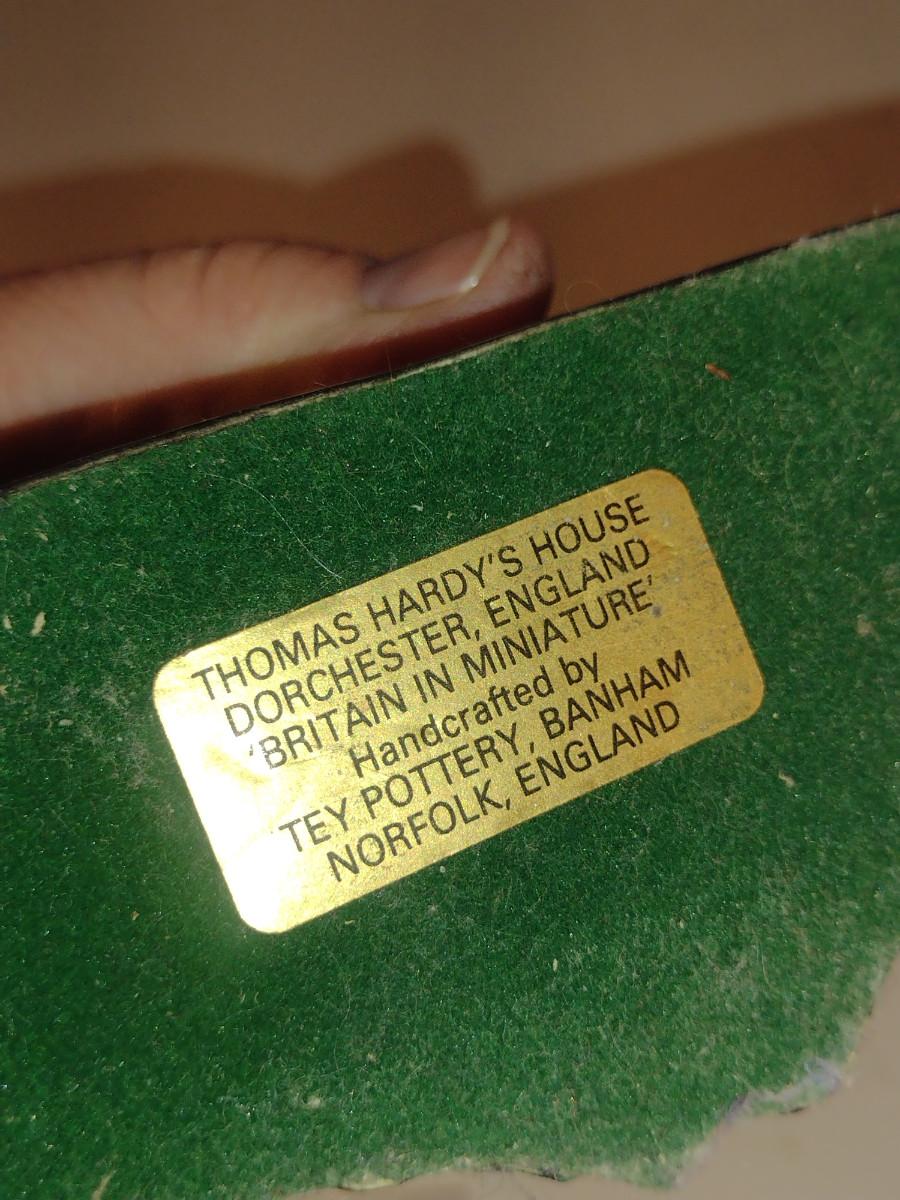 THOMAS HARDY'S HOUSE
DORCHESTER, ENGLAND
'BRITAIN IN MINIATURE'
Handcrafted by
TEY POTTERY, BANHAM
NORFOLK, ENGLAND